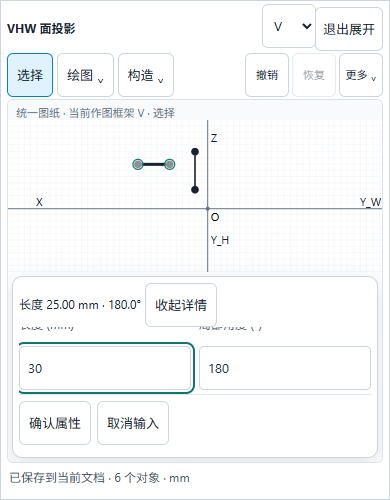 VHW 面投影
V
退出展开
选择
绘图
构造
撤销
恢复
更多
统一图纸 · 当前作图框架 V · 选择
Z
X
Y_W
O
Y_H
长度 25.00 mm · 180.0°
收起详情
长度 (mm)
30
180
确认属性
取消输入
已保存到当前文档 · 6 个对象 · mm